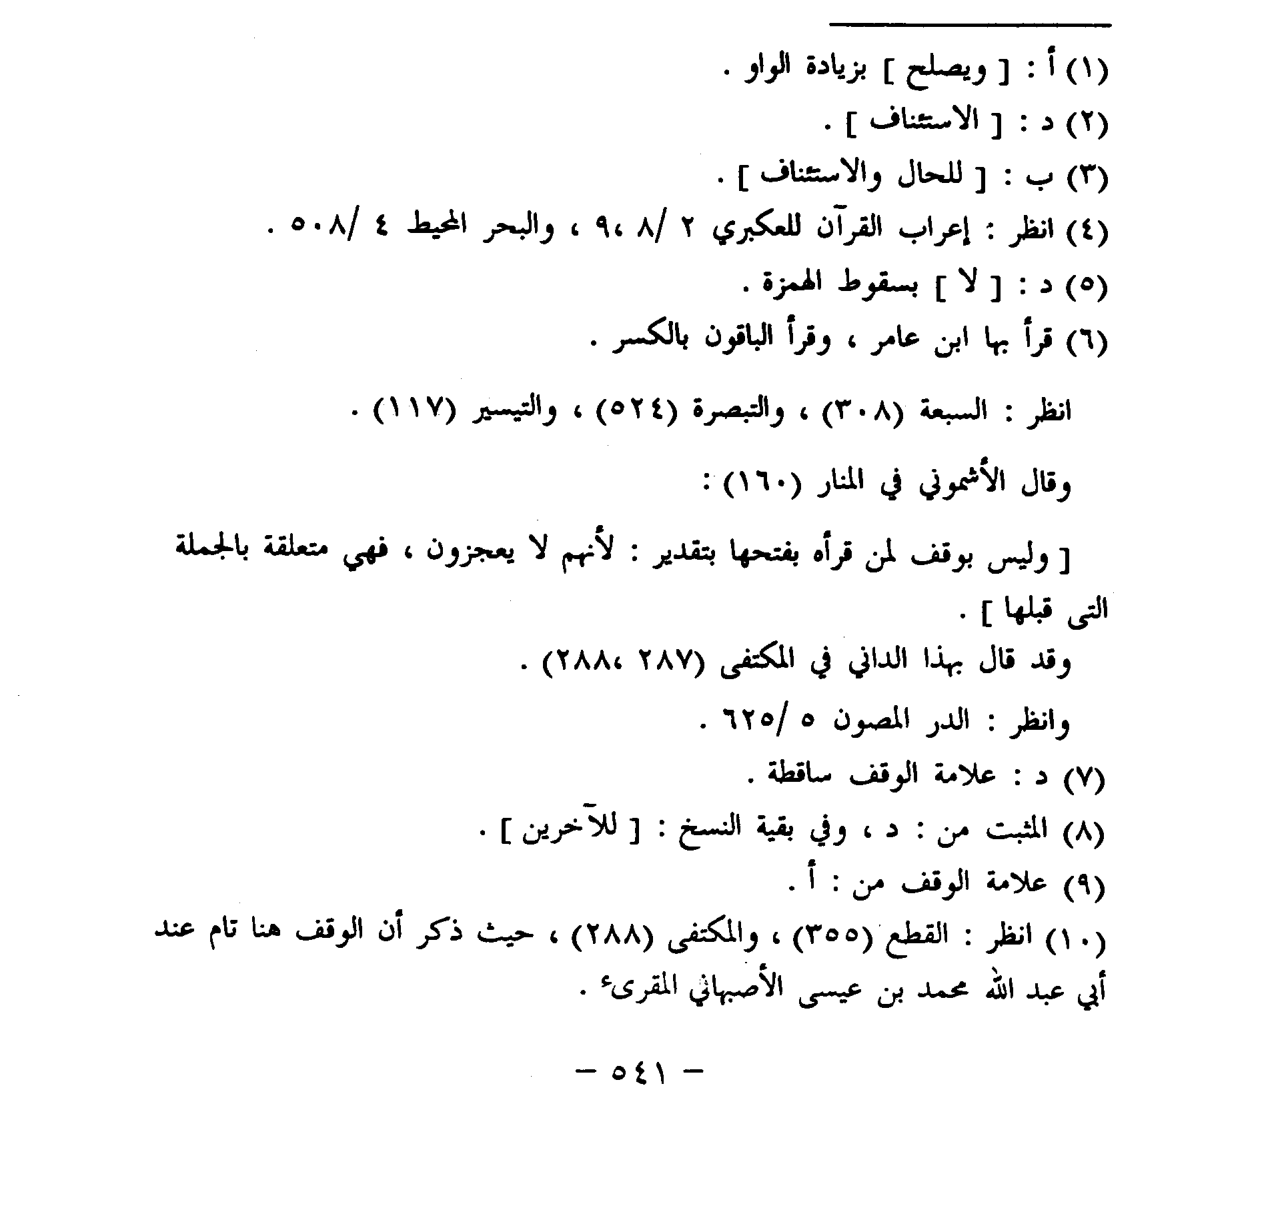 (١) أ : [ ويصلح ] بزيادة الواو .
(٢) د : [ الاستئناف ] .
(٣) ب : [ للحال والاستئناف ] .
(٤) انظر : إعراب القرآن للعكبري ٢ /٨ ،٩ ، والبحر المحيط ٤ /٥٠٨ .
(٥) د : [ لا ] بسقوط الهمزة .
(٦) قرأ بها ابن عامر ، وقرأ الباقون بالكسر .
انظر : السبعة (٣٠٨) ، والتبصرة (٥٢٤) ، والتيسير (١١٧) .
وقال الأشموني في المنار (١٦٠) :
[ وليس بوقف لمن قرأه بفتحها بتقدير : لأنهم لا يعجزون ، فهي متعلقة بالجملة
التى قبلها ] .
وقد قال بهذا الداني في المكتفى (٢٨٧ ،٢٨٨) .
وانظر : الدر المصون ٥ /٦٢٥ .
(٧) د : علامة الوقف ساقطة .
(٨) المثبت من : د ، وفي بقية النسخ : [ للآخرين ] .
(٩) علامة الوقف من : أ .
(١٠) انظر : القطع (٣٥٥) ، والمكتفى (٢٨٨) ، حيث ذكر أن الوقف هنا تام عند
أبي عبد الله محمد بن عيسى الأصبهاني المقرىء .
– ٥٤١ –